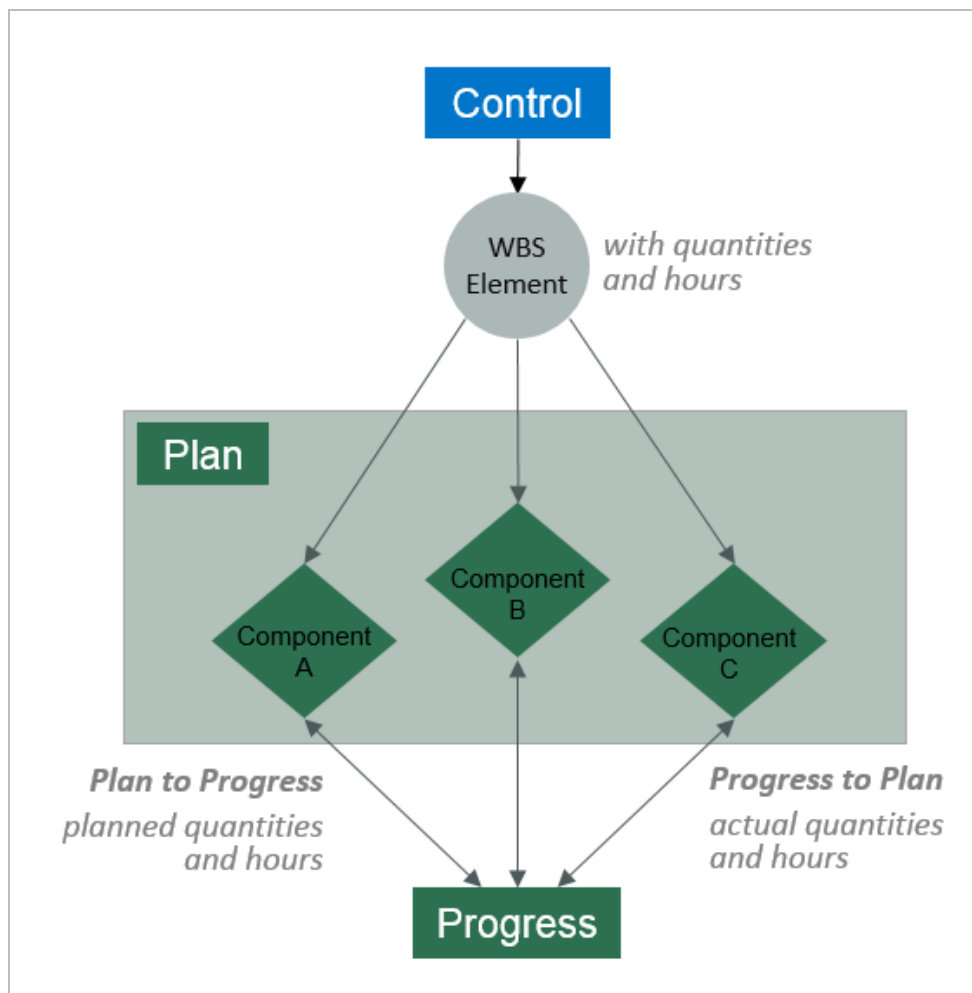 Control
WBS
Element
with quantities
and hours
Plan
Component
A
Component
B
Component
C
Plan to Progress
planned quantities
and hours
Progress to Plan
actual quantities
and hours
Progress